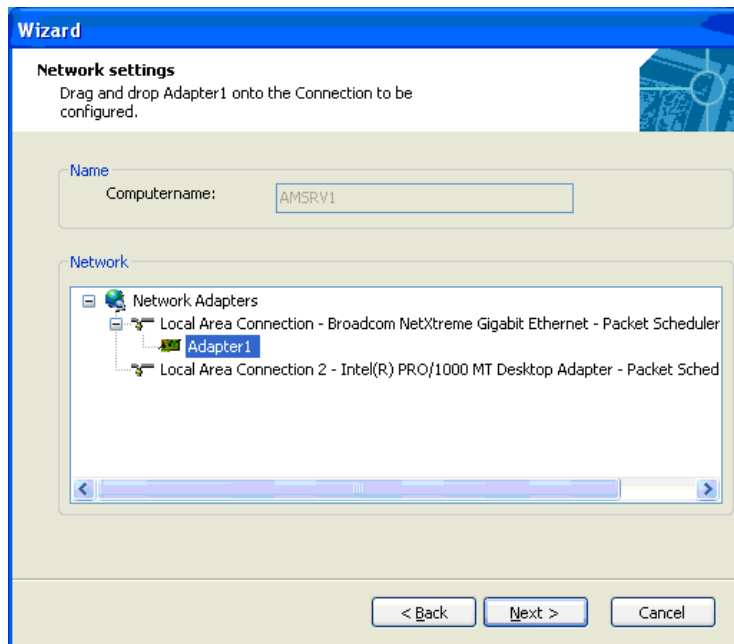 Wizard
Network settings
Drag and drop Adapter1 onto the Connection to be
configured.
Name
Computername:
AMSRV1
Network
Network Adapters
Local Area Connection - Broadcom NetXtreme Gigabit Ethernet - Packet Scheduler
Adapter1
Local Area Connection 2 - Intel(R) PRO/1000 MT Desktop Adapter - Packet Sched
< Back
Next >
Cancel